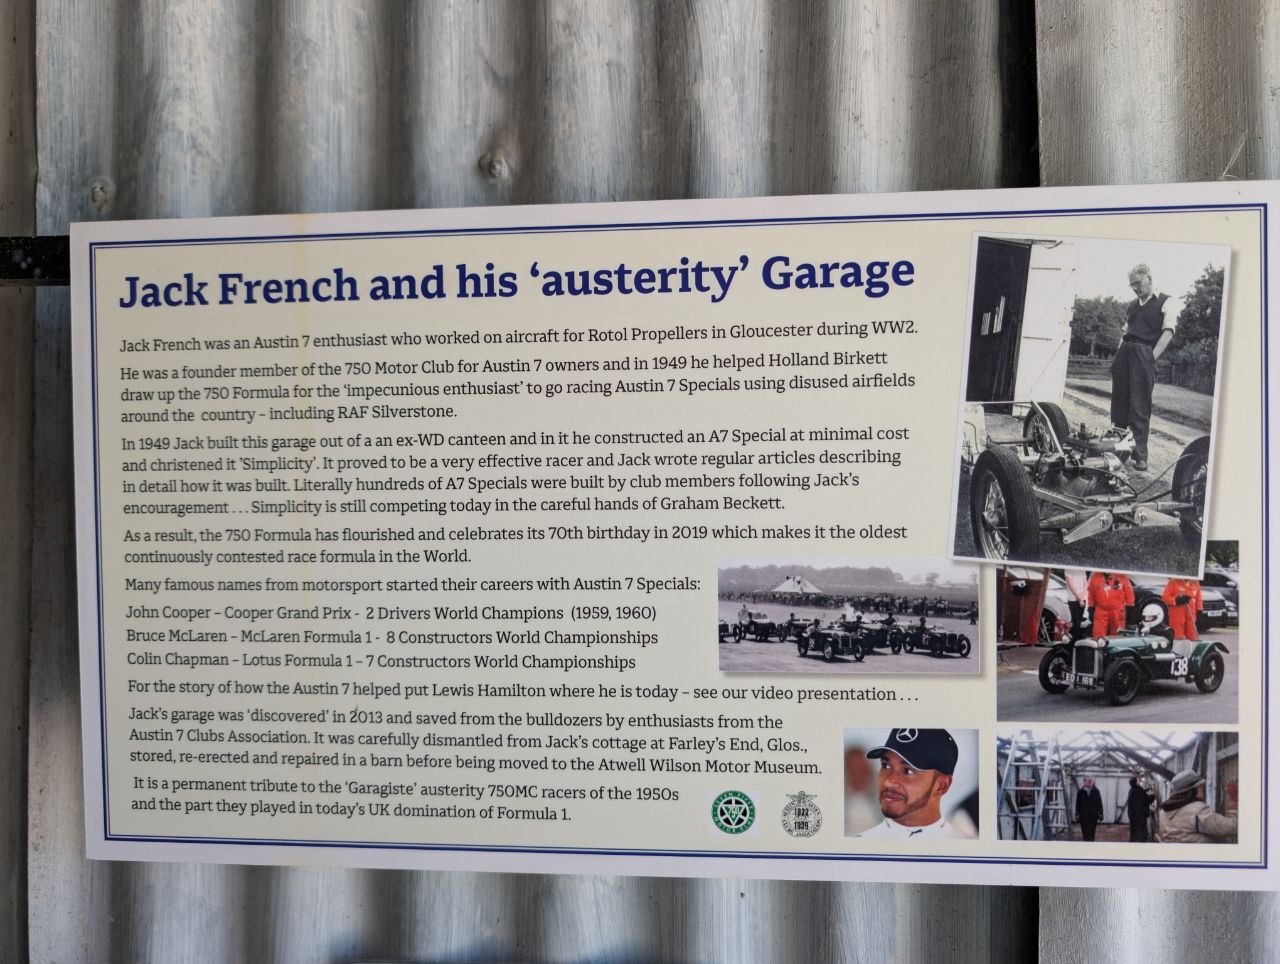 Jack French and his ‘austerity’ Garage
Jack French was an Austin 7 enthusiast who worked on aircraft for Rotol Propellers in Gloucester during WW2.
He was a founder member of the 750 Motor Club for Austin 7 owners and in 1949 he helped Holland Birkett
draw up the 750 Formula for the ‘impecunious enthusiast’ to go racing Austin 7 Specials using disused airfields
around the country – including RAF Silverstone.
In 1949 Jack built this garage out of a an ex-WD canteen and in it he constructed an A7 Special at minimal cost
and christened it ‘Simplicity’. It proved to be a very effective racer and Jack wrote regular articles describing
in detail how it was built. Literally hundreds of A7 Specials were built by club members following Jack’s
encouragement . . . Simplicity is still competing today in the careful hands of Graham Beckett.
As a result, the 750 Formula has flourished and celebrates its 70th birthday in 2019 which makes it the oldest
continuously contested race formula in the World.
Many famous names from motorsport started their careers with Austin 7 Specials:
John Cooper – Cooper Grand Prix - 2 Drivers World Champions (1959, 1960)
Bruce McLaren – McLaren Formula 1 - 8 Constructors World Championships
Colin Chapman – Lotus Formula 1 – 7 Constructors World Championships
For the story of how the Austin 7 helped put Lewis Hamilton where he is today – see our video presentation . . .
Jack’s garage was ‘discovered’ in 2013 and saved from the bulldozers by enthusiasts from the
Austin 7 Clubs Association. It was carefully dismantled from Jack’s cottage at Farley’s End, Glos.,
stored, re-erected and repaired in a barn before being moved to the Atwell Wilson Motor Museum.
It is a permanent tribute to the ‘Garagiste’ austerity 750MC racers of the 1950s
and the part they played in today’s UK domination of Formula 1.
138
750
1922
1939